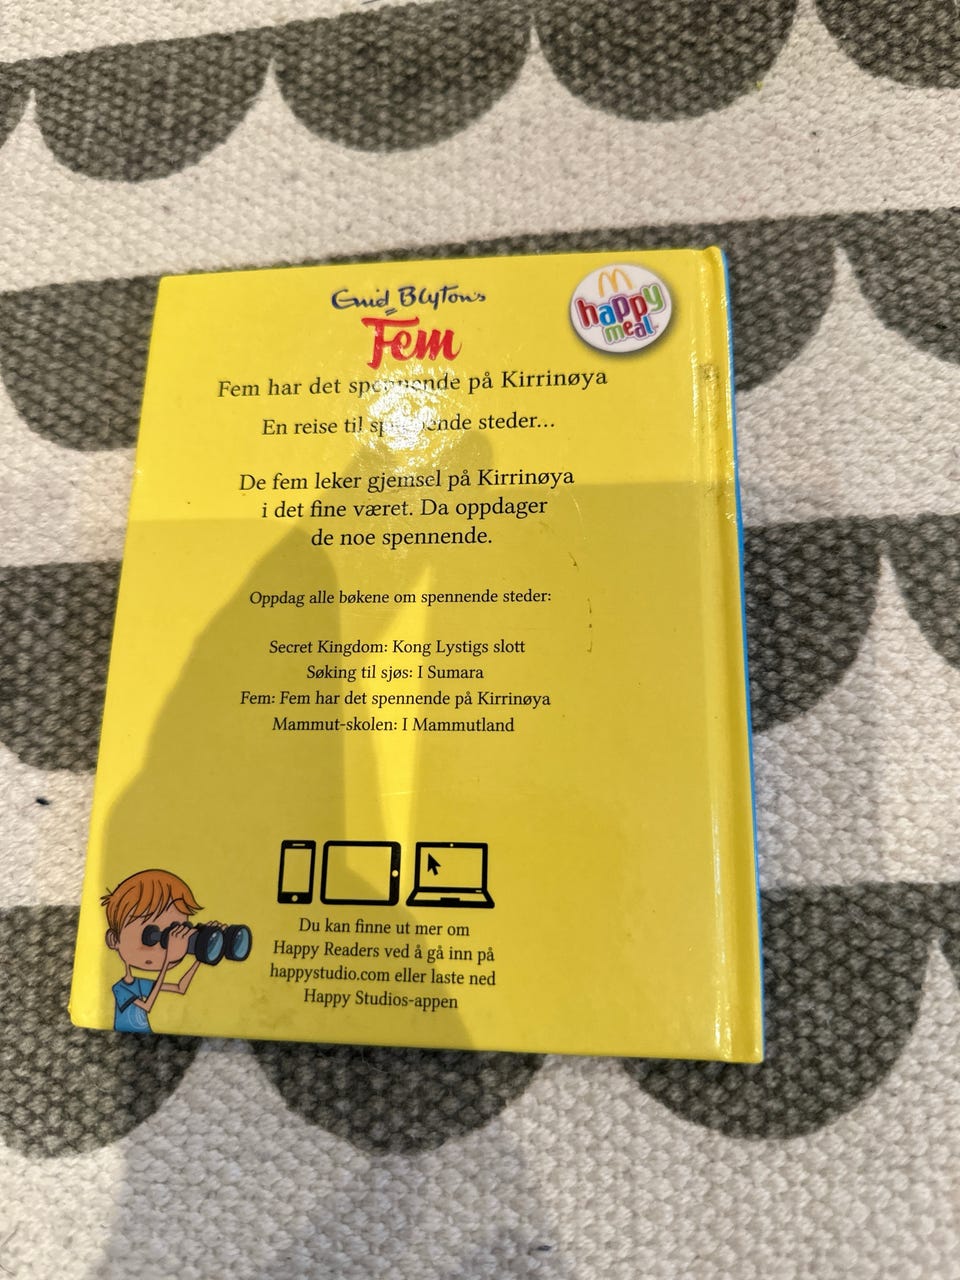 Enid Blyton's
Fem
happy
meal
Fem har det spennende på Kirrinøya
En reise til spennende steder...
De fem leker gjemsel på Kirrinøya
i det fine været. Da oppdager
de noe spennende.
Oppdag alle bøkene om spennende steder:
Secret Kingdom: Kong Lystigs slott
Søking til sjøs: I Sumara
Fem: Fem har det spennende på Kirrinøya
Mammut-skolen: I Mammutland
Du kan finne ut mer om
Happy Readers ved å gå inn på
happystudio.com eller laste ned
Happy Studios-appen